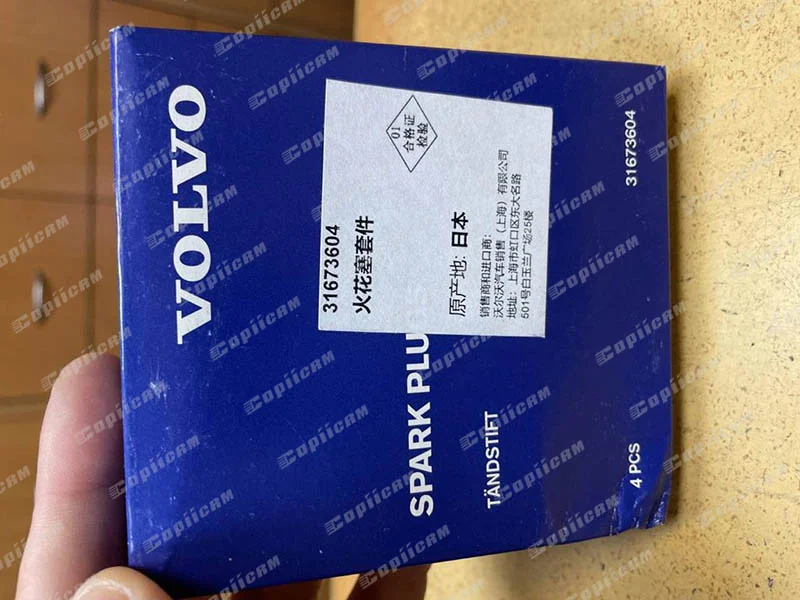 VOLVO
31673604
火花塞套件
原产地: 日本
销售商和进口商:
沃尔沃汽车销售（上海）有限公司
地址: 上海市虹口区东大名路
501号白玉兰广场25楼
01
合格证
检验
SPARK PLU
TÄNDSTIFT
4 PCS
31673604
CopiiCRM